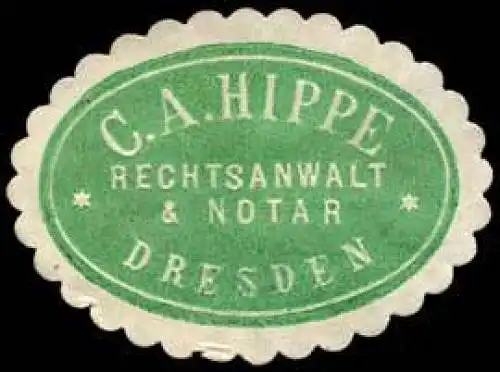 C.A.HIPPE
RECHTSANWALT
& NOTAR
DRESDEN